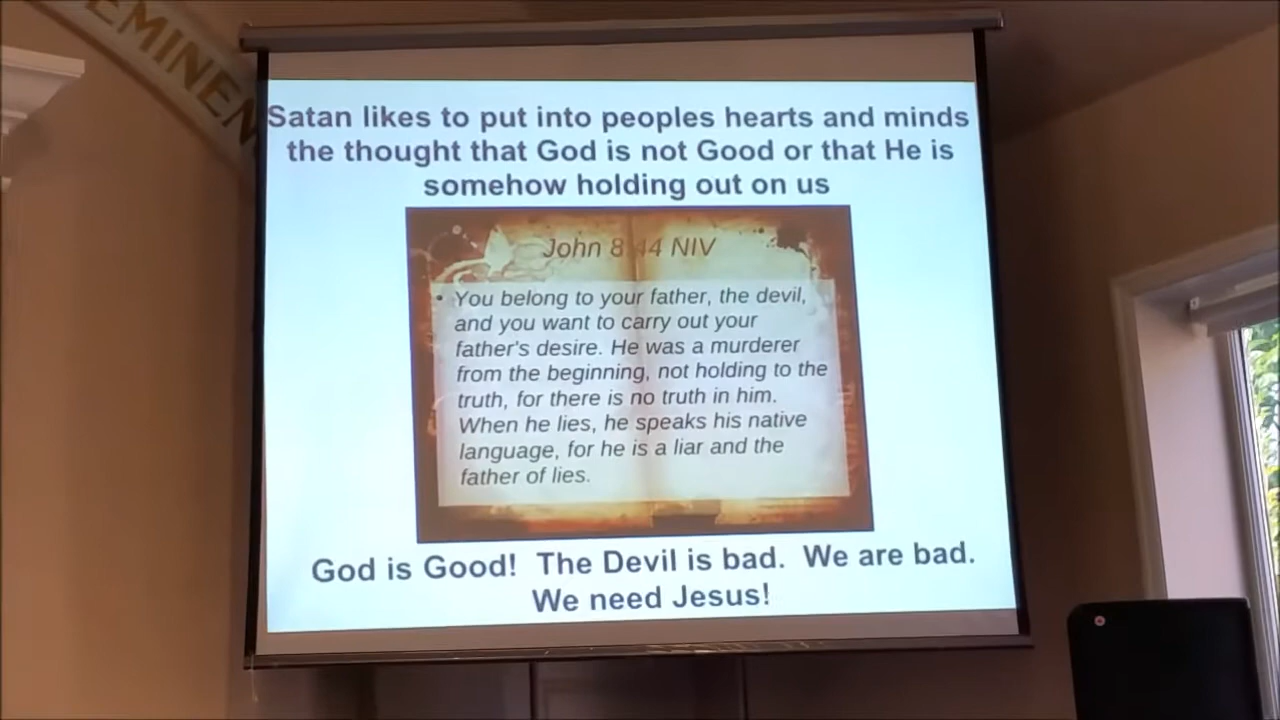 EMINEN
Satan likes to put into peoples hearts and minds
the thought that God is not Good or that He is
somehow holding out on us
John 8:44 NIV
• You belong to your father, the devil,
and you want to carry out your
father's desire. He was a murderer
from the beginning, not holding to the
truth, for there is no truth in him.
When he lies, he speaks his native
language, for he is a liar and the
father of lies.
God is Good! The Devil is bad. We are bad.
We need Jesus!